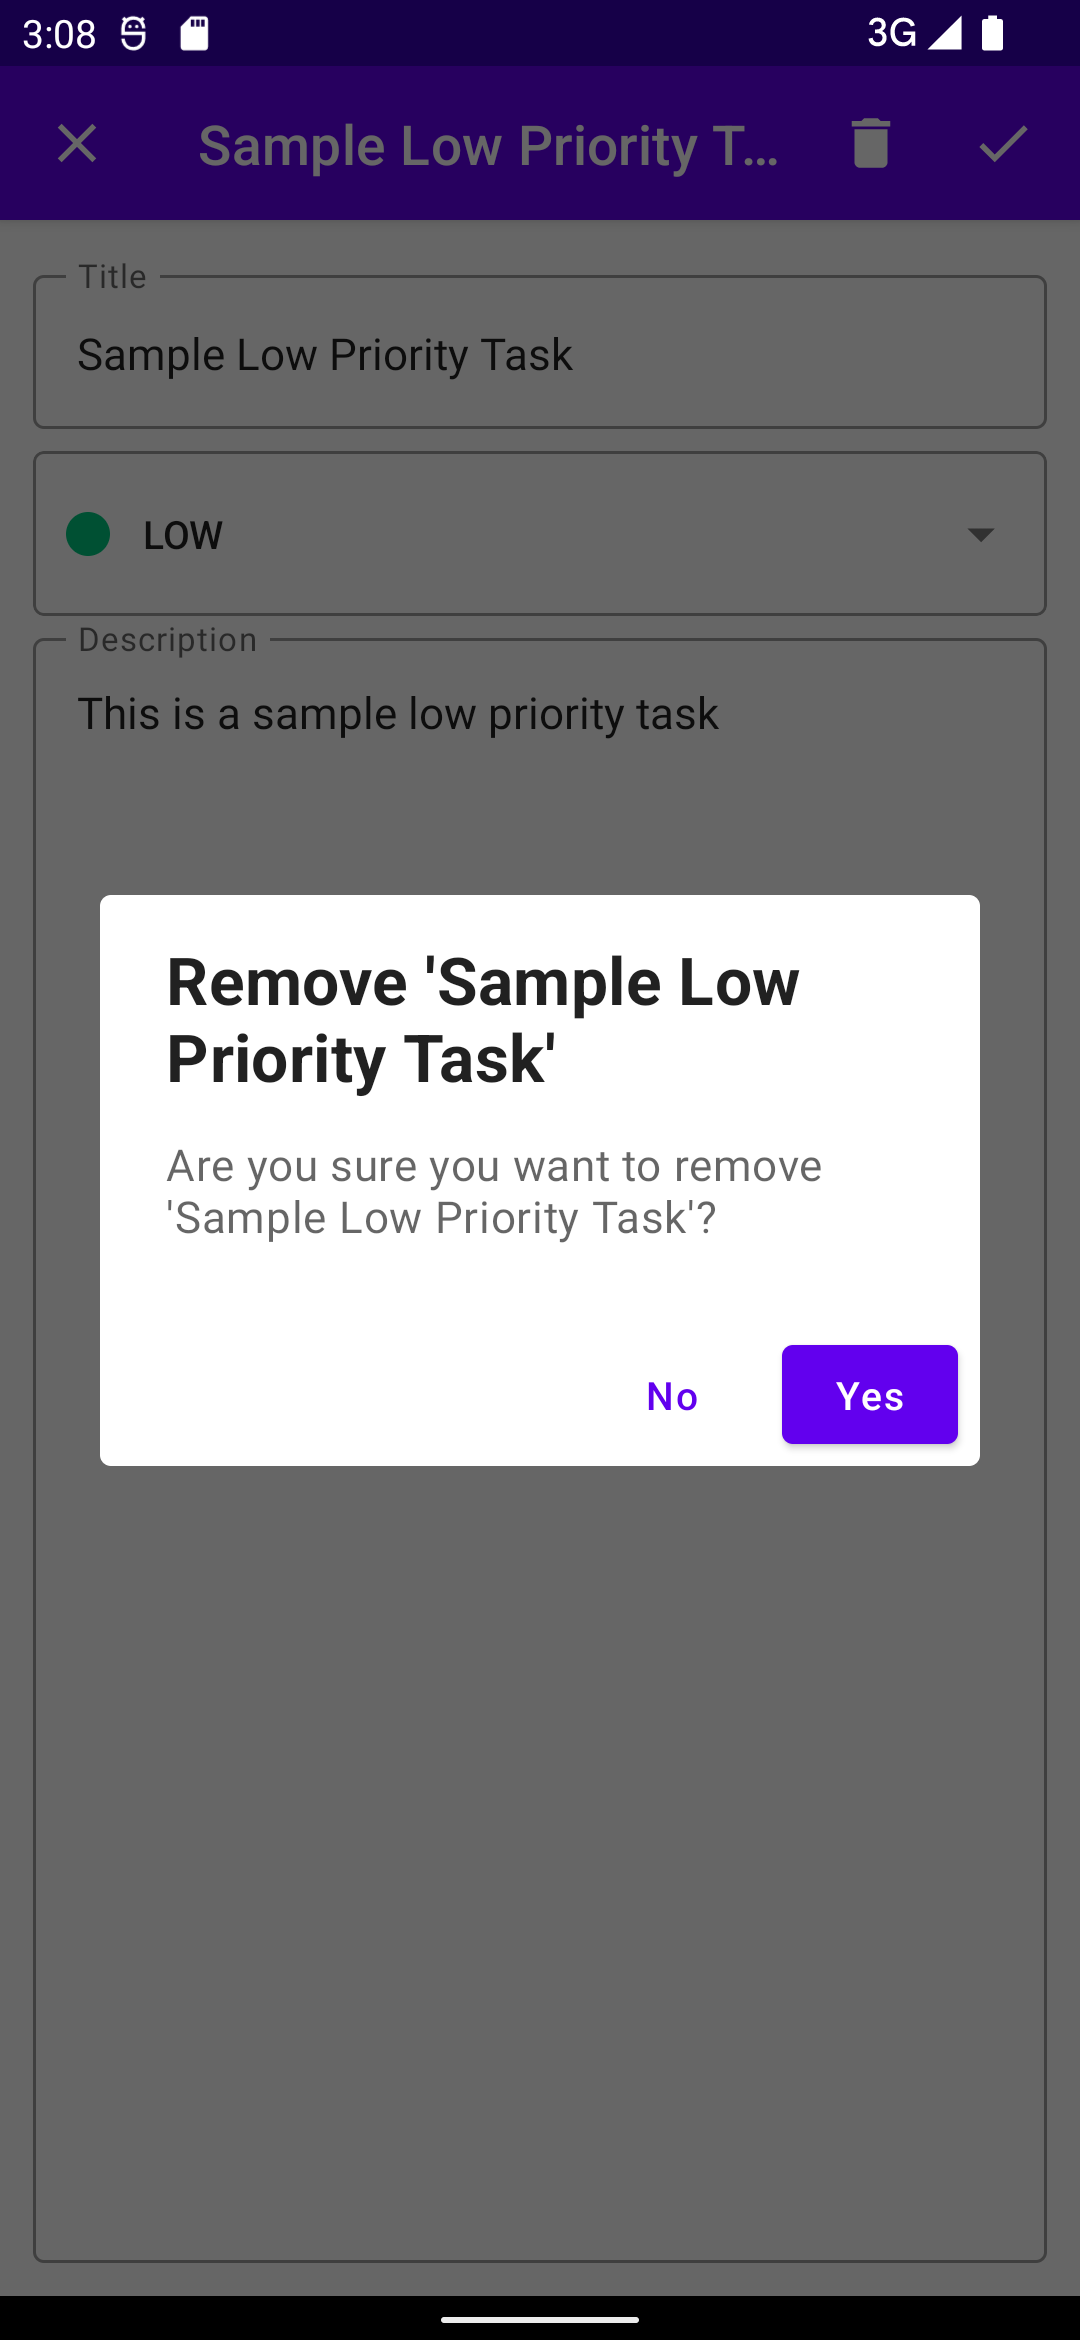 3:08
3G
Sample Low Priority T...
Title
Sample Low Priority Task
LOW
Description
This is a sample low priority task
Remove 'Sample Low
Priority Task'
Are you sure you want to remove
'Sample Low Priority Task'?
No
Yes